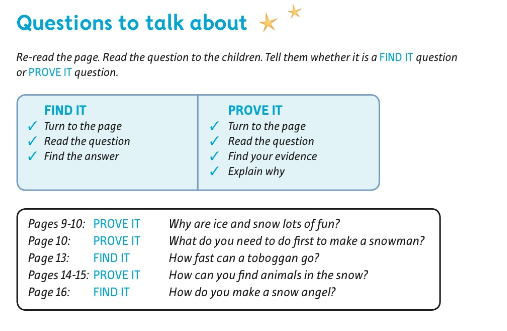 Questions to talk about
Re-read the page. Read the question to the children. Tell them whether it is a FIND IT question
or PROVE IT question.
FIND IT
✓ Turn to the page
✓ Read the question
✓ Find the answer
PROVE IT
✓ Turn to the page
✓ Read the question
✓ Find your evidence
✓ Explain why
Pages 9-10: PROVE IT Why are ice and snow lots of fun?
Page 10: PROVE IT What do you need to do first to make a snowman?
Page 13: FIND IT How fast can a toboggan go?
Pages 14-15: PROVE IT How can you find animals in the snow?
Page 16: FIND IT How do you make a snow angel?